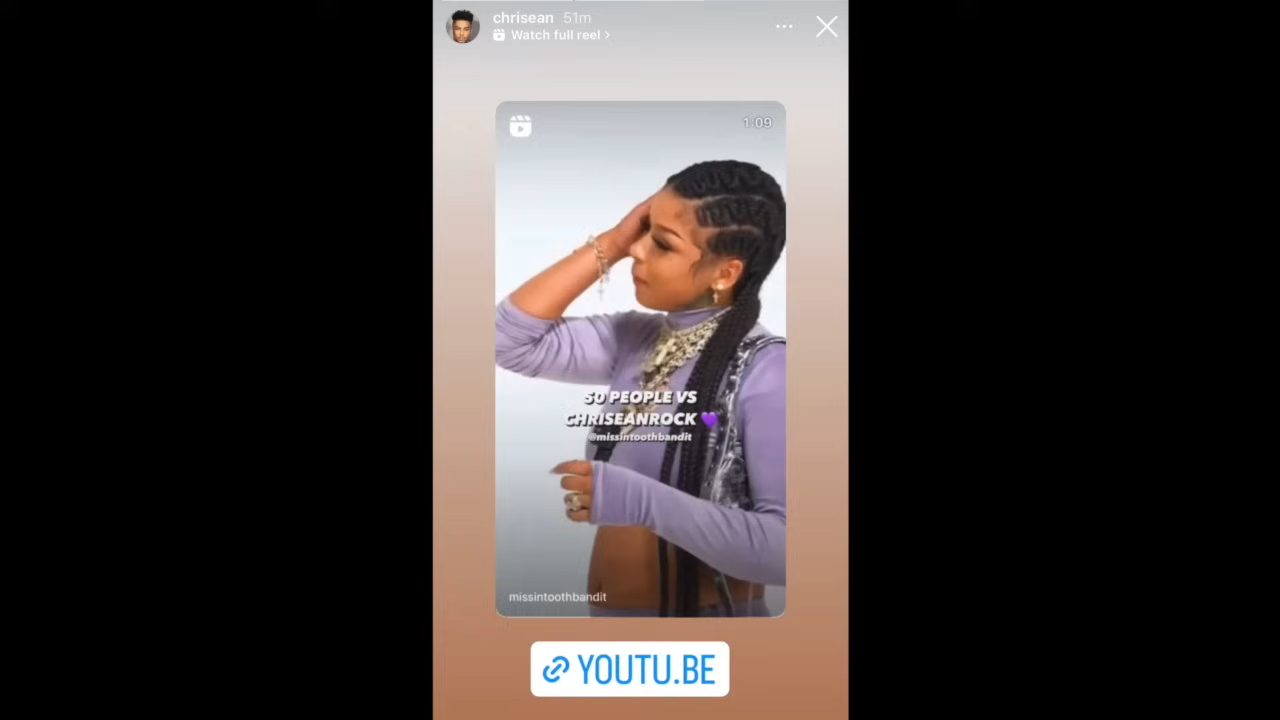 chrisean 51m
Watch full reel >
1:09
50 PEOPLE VS
CHRISEANROCK 💜
@missintoothbandit
missintoothbandit
YOUTU.BE